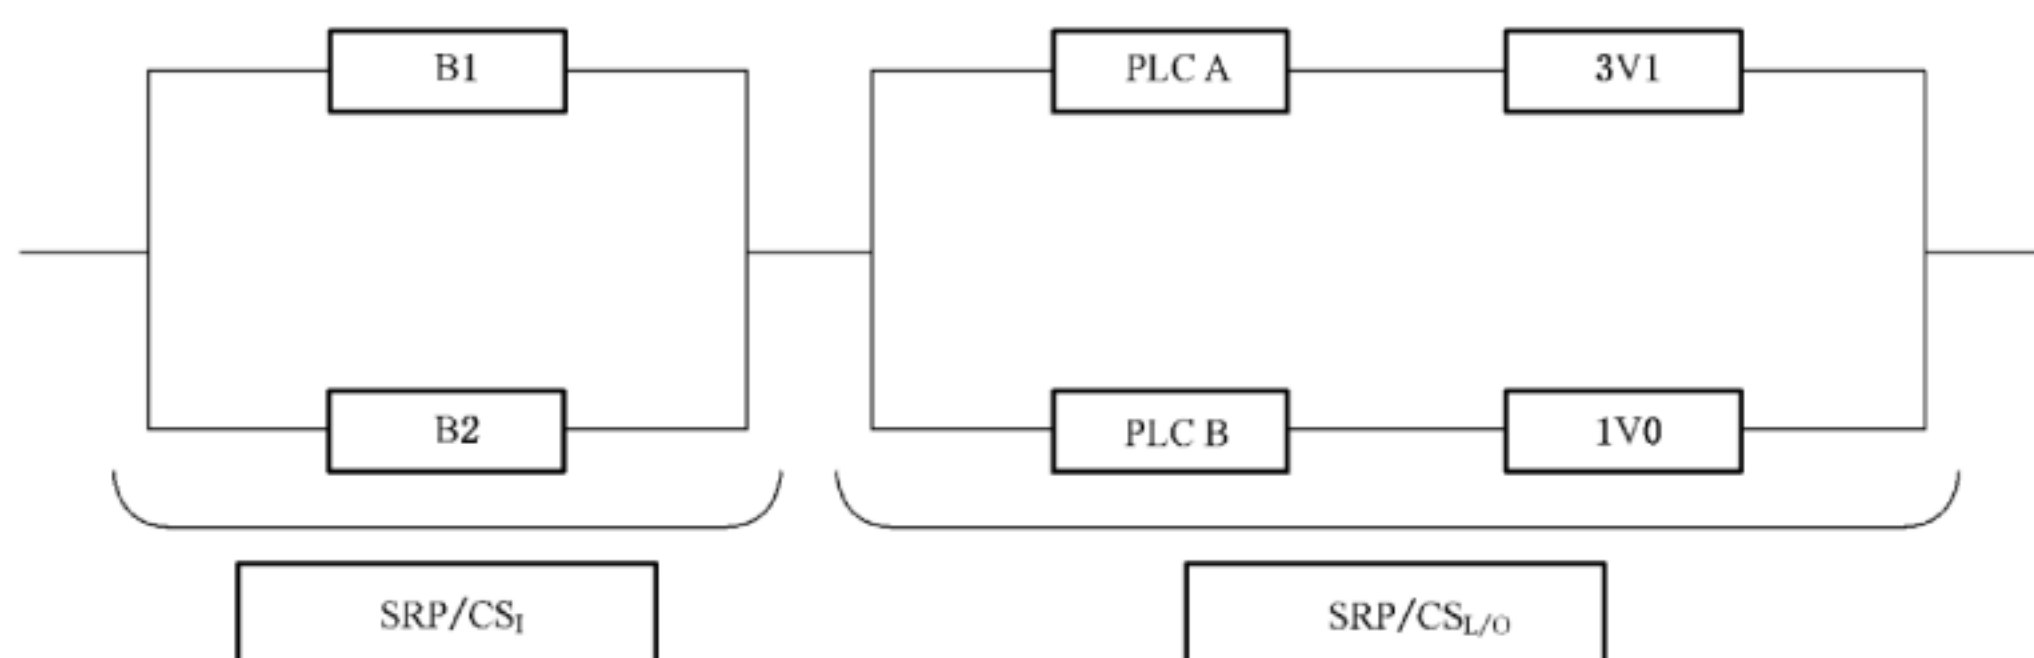 B1
PLC A
3V1
B2
PLC B
1V0
SRP/CS_I
SRP/CS_L/O